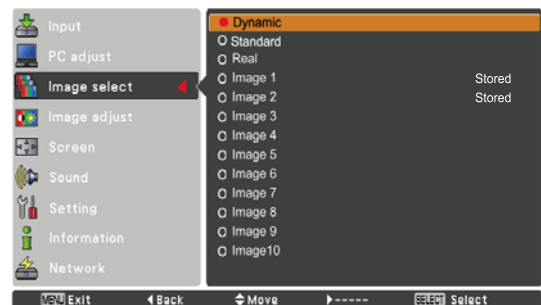 Input
PC adjust
Image select
Image adjust
Screen
Sound
Setting
Information
Network
Dynamic
Standard
Real
Image 1 Stored
Image 2 Stored
Image 3
Image 4
Image 5
Image 6
Image 7
Image 8
Image 9
Image10
MENU Exit Back Move ----- SELECT Select